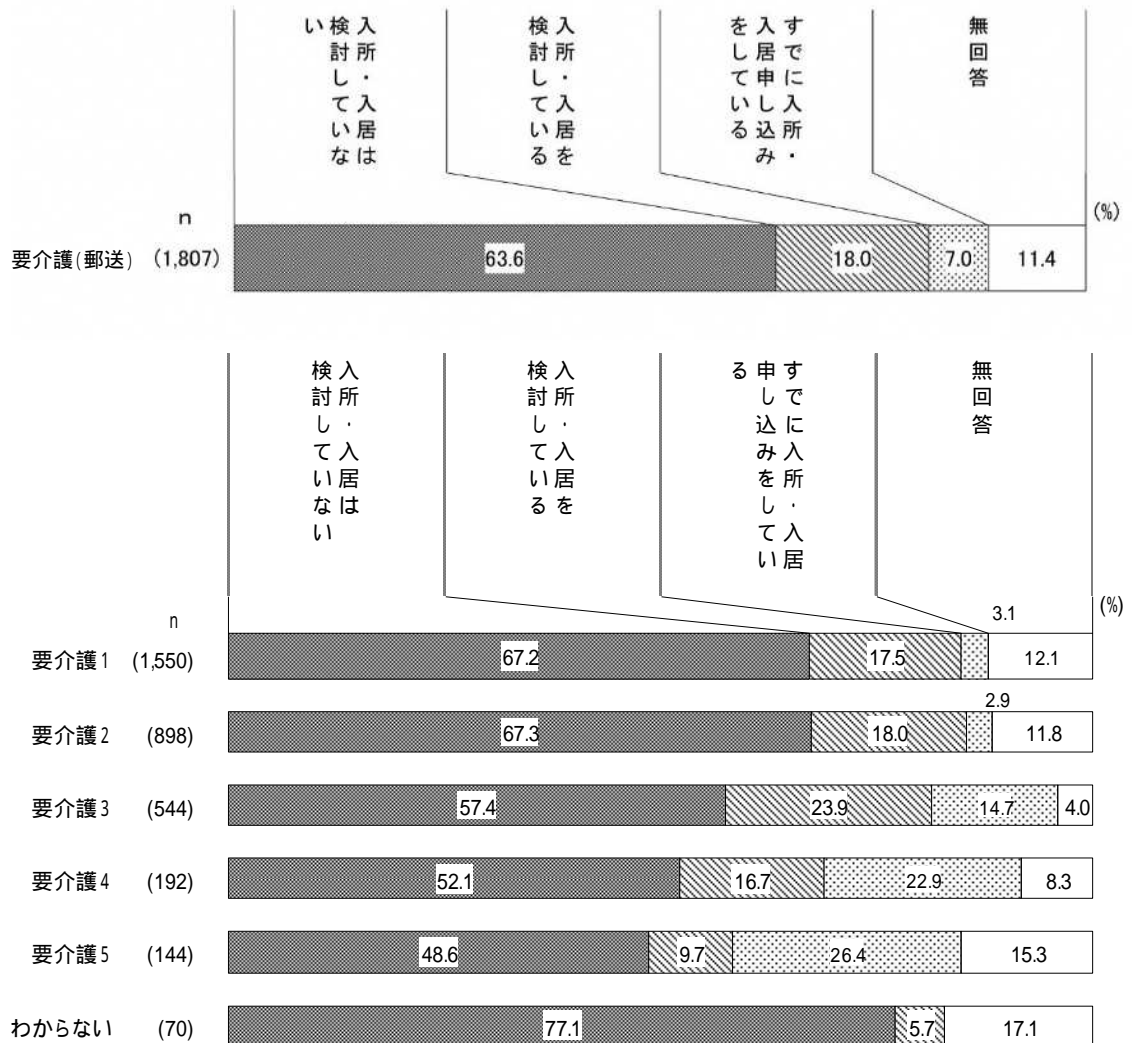 入所・入居は
検討していな
い
入所・入居を
検討している
すでに入所・
入居申し込み
をしている
無回答
n
(%)
要介護(郵送) (1,807) 63.6 18.0 7.0 11.4
入所・入居は
検討していない
入所・入居を
検討している
すでに入所・入居
申し込みをしてい
る
無回答
n
(%)
3.1
要介護1 (1,550) 67.2 17.5 12.1
2.9
要介護2 (898) 67.3 18.0 11.8
要介護3 (544) 57.4 23.9 14.7 4.0
要介護4 (192) 52.1 16.7 22.9 8.3
要介護5 (144) 48.6 9.7 26.4 15.3
わからない (70) 77.1 5.7 17.1